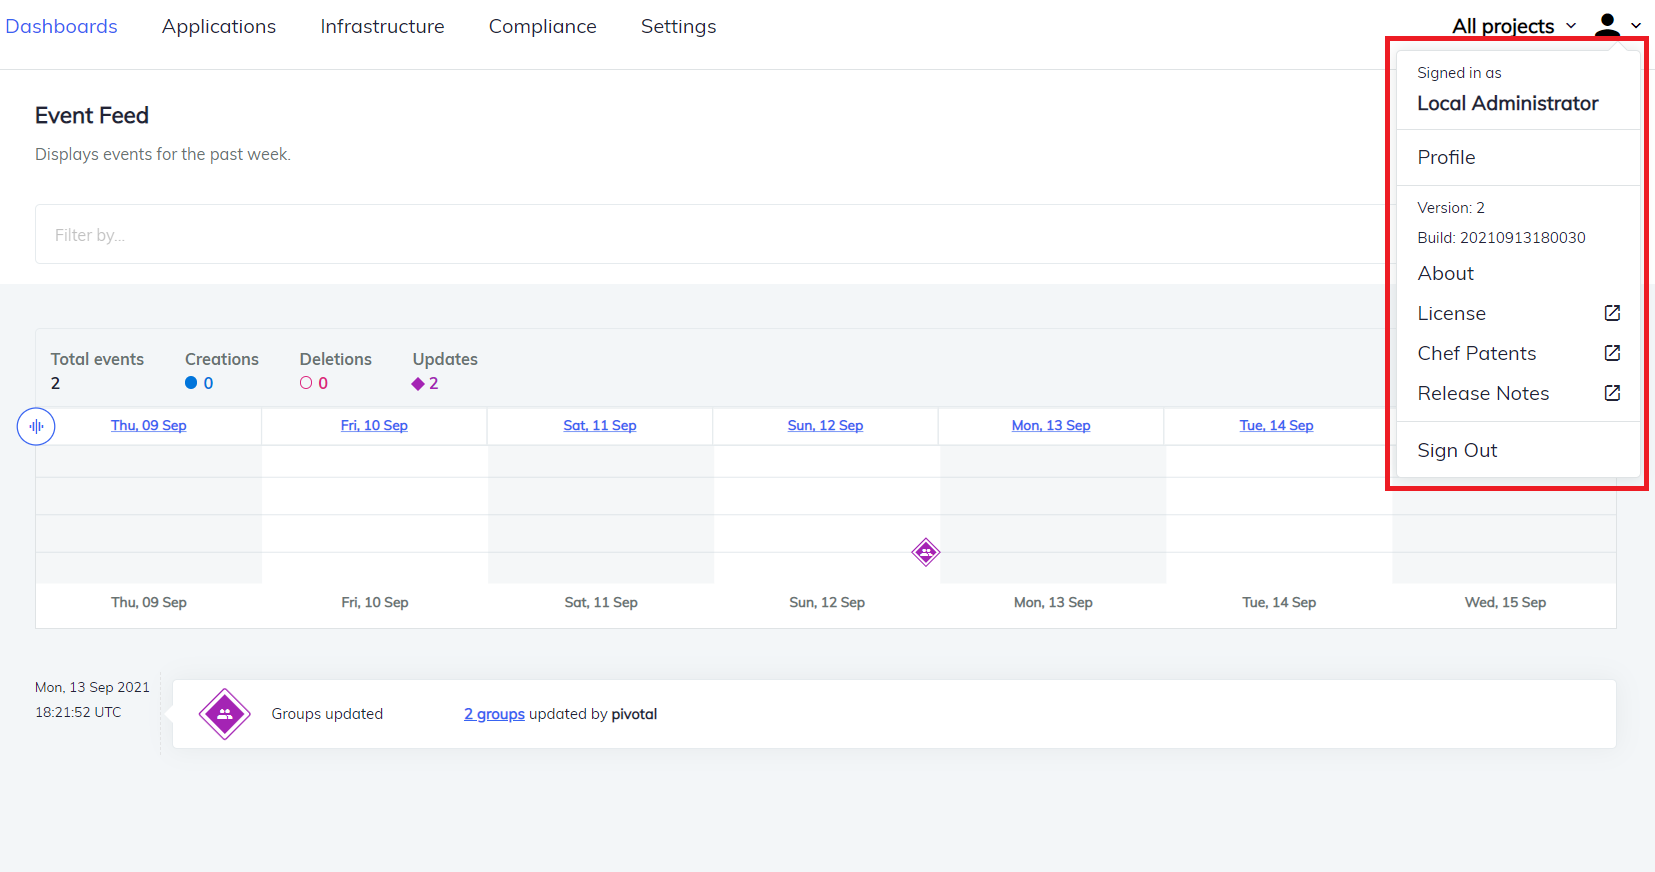 Dashboards Applications Infrastructure Compliance Settings All projects
Signed in as
Local Administrator
Profile
Version: 2
Build: 20210913180030
About
License
Chef Patents
Release Notes
Sign Out
Event Feed
Displays events for the past week.
Filter by...
Total events Creations Deletions Updates
2 0 0 2
Thu, 09 Sep Fri, 10 Sep Sat, 11 Sep Sun, 12 Sep Mon, 13 Sep Tue, 14 Sep
Thu, 09 Sep Fri, 10 Sep Sat, 11 Sep Sun, 12 Sep Mon, 13 Sep Tue, 14 Sep Wed, 15 Sep
Mon, 13 Sep 2021
18:21:52 UTC
Groups updated 2 groups updated by pivotal